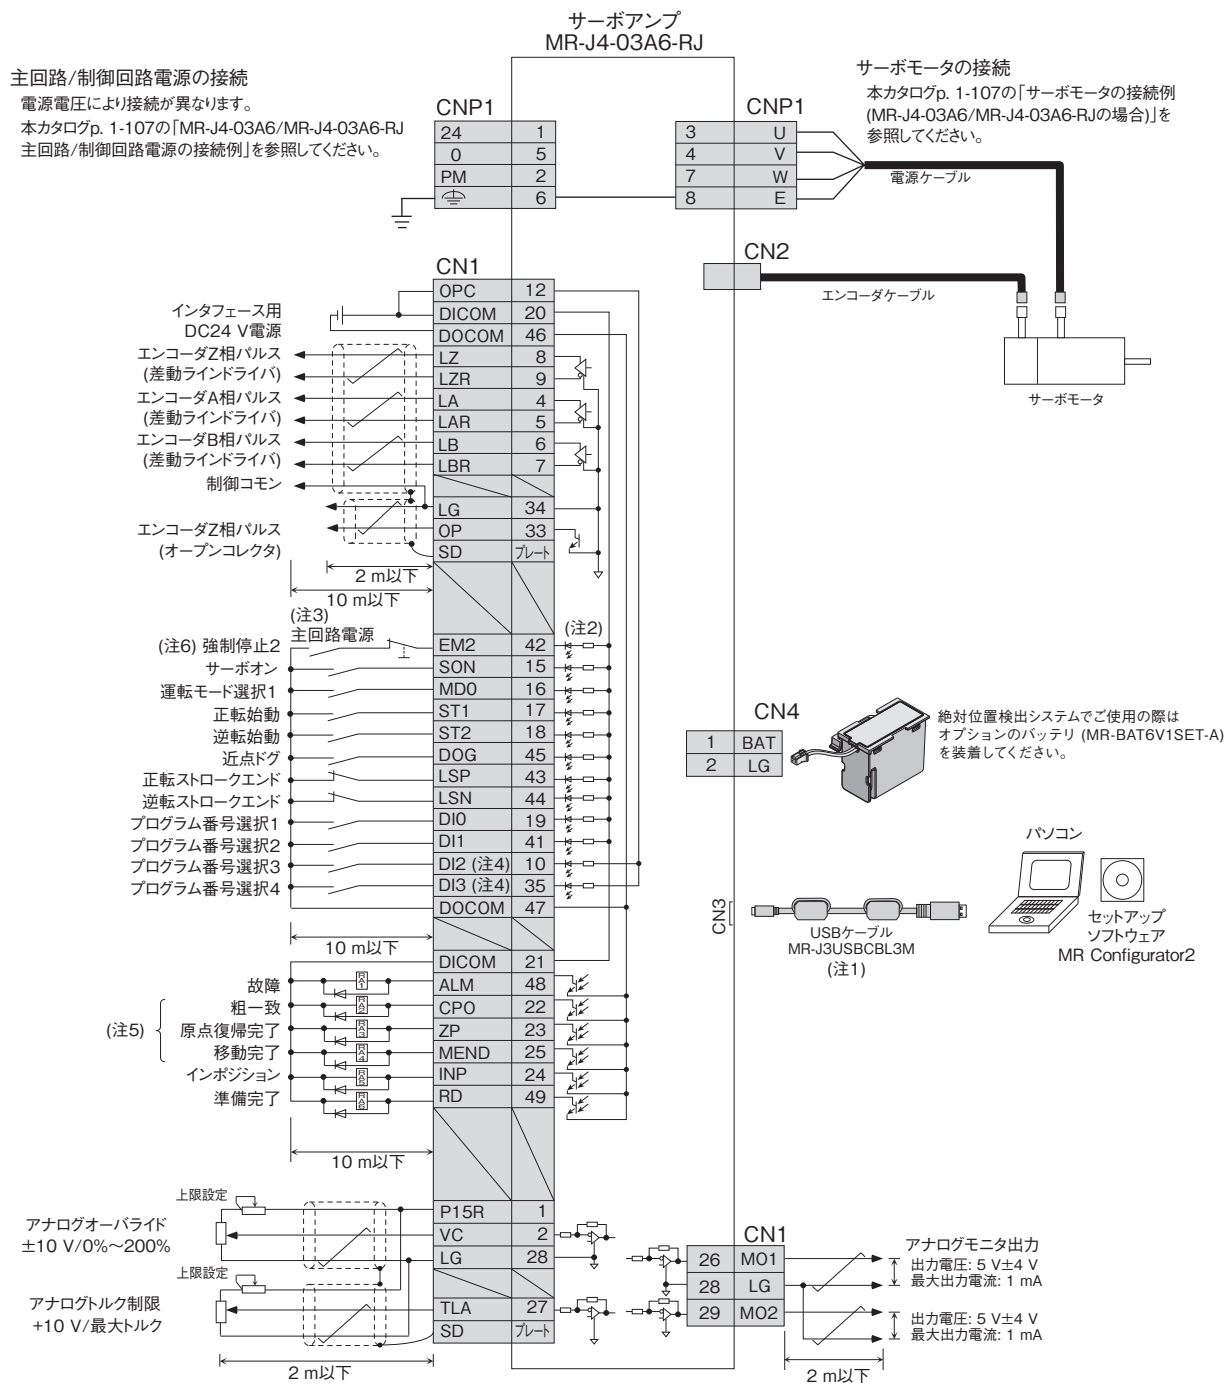 サーボアンプ
MR-J4-03A6-RJ
主回路/制御回路電源の接続
電源電圧により接続が異なります。
本カタログp. 1-107の「MR-J4-03A6/MR-J4-03A6-RJ
主回路/制御回路電源の接続例」を参照してください。
サーボモータの接続
本カタログp. 1-107の「サーボモータの接続例
(MR-J4-03A6/MR-J4-03A6-RJの場合)」を
参照してください。
CNP1
24 1
0 5
PM 2
6
CNP1
3 U
4 V
7 W
8 E
電源ケーブル
CN2
エンコーダケーブル
サーボモータ
CN1
インタフェース用
DC24 V電源
OPC 12
DICOM 20
DOCOM 46
エンコーダZ相パルス
(差動ラインドライバ)
LZ 8
LZR 9
エンコーダA相パルス
(差動ラインドライバ)
LA 4
LAR 5
エンコーダB相パルス
(差動ラインドライバ)
LB 6
LBR 7
制御コモン
LG 34
エンコーダZ相パルス
(オープンコレクタ)
OP 33
SD プレート
2 m以下
10 m以下
(注3)
主回路電源
(注2)
(注6) 強制停止2 EM2 42
サーボオン SON 15
運転モード選択1 MD0 16
正転始動 ST1 17
逆転始動 ST2 18
近点ドグ DOG 45
正転ストロークエンド LSP 43
逆転ストロークエンド LSN 44
プログラム番号選択1 DI0 19
プログラム番号選択2 DI1 41
プログラム番号選択3 DI2 (注4) 10
プログラム番号選択4 DI3 (注4) 35
DOCOM 47
10 m以下
CN4
1 BAT
2 LG
絶対位置検出システムでご使用の際は
オプションのバッテリ (MR-BAT6V1SET-A)
を装着してください。
CN3
USBケーブル
MR-J3USBCBL3M
(注1)
パソコン
セットアップ
ソフトウェア
MR Configurator2
DICOM 21
故障 RA1 ALM 48
(注5)
粗一致 RA2 CPO 22
原点復帰完了 RA3 ZP 23
移動完了 RA4 MEND 25
インポジション RA5 INP 24
準備完了 RA6 RD 49
10 m以下
上限設定
アナログオーバライド
±10 V/0%～200%
P15R 1
VC 2
LG 28
上限設定
アナログトルク制限
+10 V/最大トルク
TLA 27
SD プレート
2 m以下
CN1
26 MO1
28 LG
29 MO2
アナログモニタ出力
出力電圧: 5 V±4 V
最大出力電流: 1 mA
出力電圧: 5 V±4 V
最大出力電流: 1 mA
2 m以下